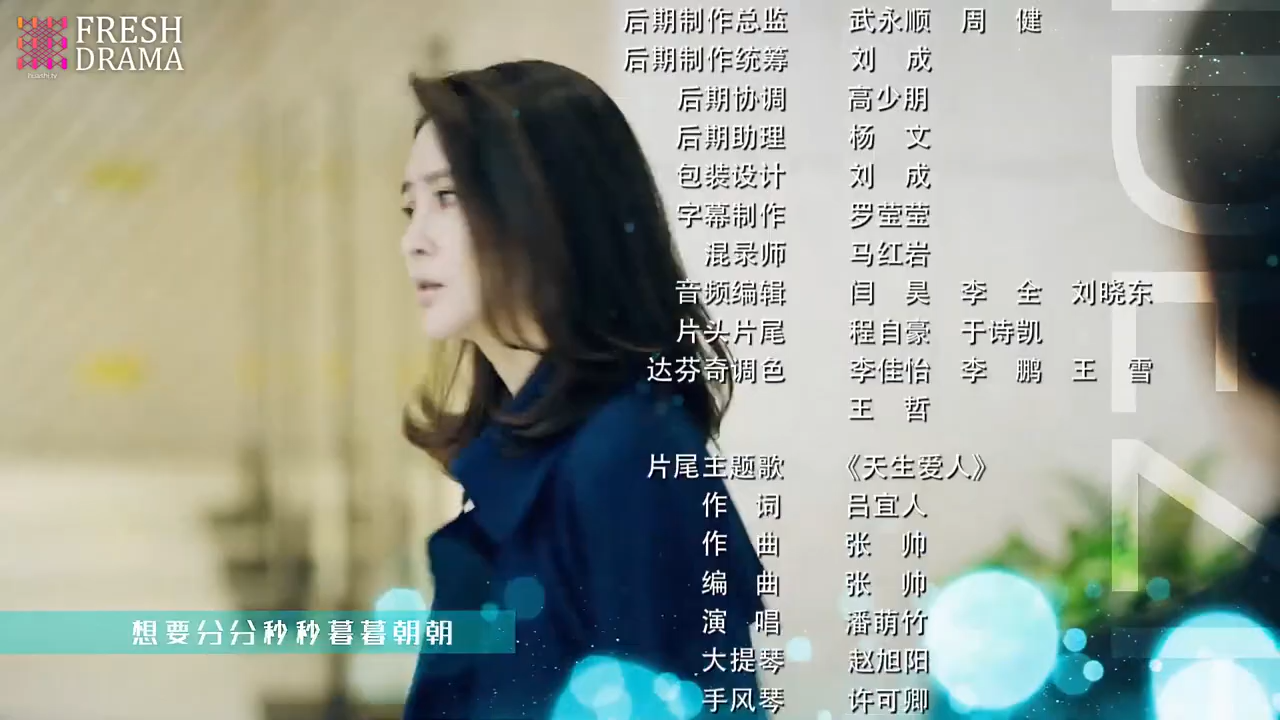 FRESH
DRAMA
后期制作总监 武永顺 周 健
后期制作统筹 刘 成
后期协调 高少朋
后期助理 杨 文
包装设计 刘 成
字幕制作 罗莹莹
混录师 马红岩
音频编辑 闫 昊 李 全 刘晓东
片头片尾 程自豪 于诗凯
达芬奇调色 李佳怡 李 鹏 王 雪
王 哲
片尾主题歌 《天生爱人》
作 词 吕宜人
作 曲 张 帅
编 曲 张 帅
演 唱 潘萌竹
大提琴 赵旭阳
手风琴 许可卿
想要分分秒秒暮暮朝朝